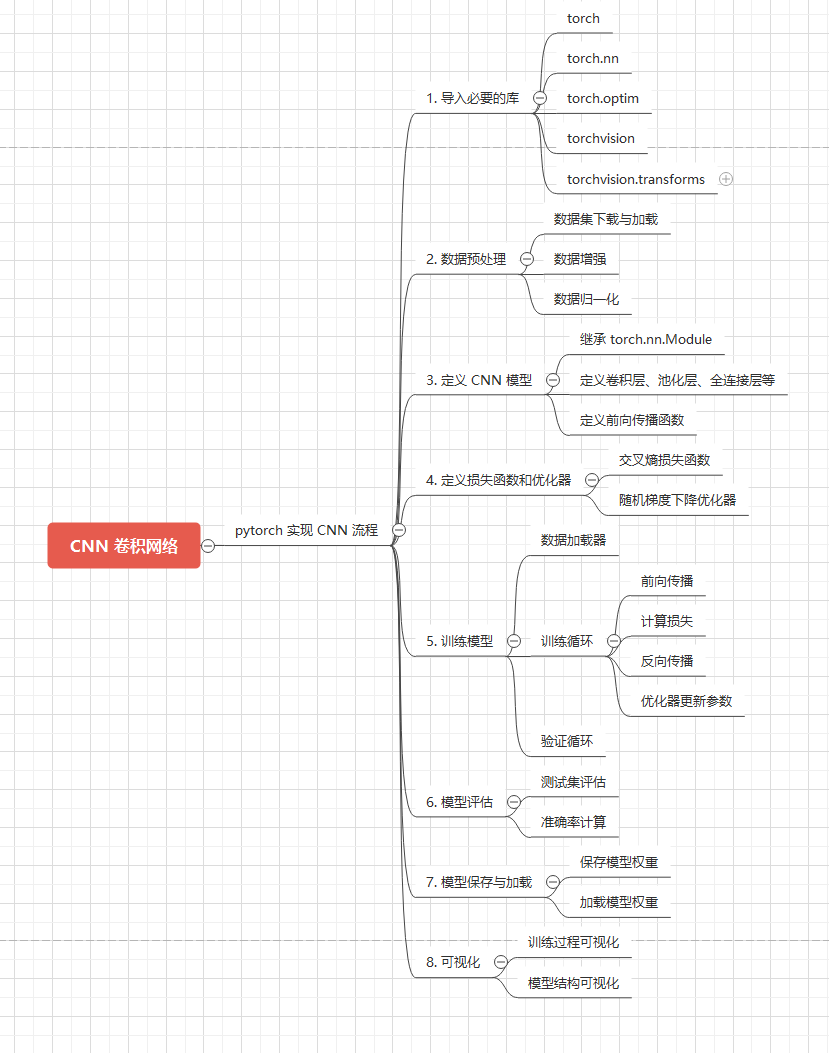 CNN 卷积网络
pytorch 实现 CNN 流程
1. 导入必要的库
torch
torch.nn
torch.optim
torchvision
torchvision.transforms
2. 数据预处理
数据集下载与加载
数据增强
数据归一化
3. 定义 CNN 模型
继承 torch.nn.Module
定义卷积层、池化层、全连接层等
定义前向传播函数
4. 定义损失函数和优化器
交叉熵损失函数
随机梯度下降优化器
5. 训练模型
数据加载器
训练循环
前向传播
计算损失
反向传播
优化器更新参数
验证循环
6. 模型评估
测试集评估
准确率计算
7. 模型保存与加载
保存模型权重
加载模型权重
8. 可视化
训练过程可视化
模型结构可视化